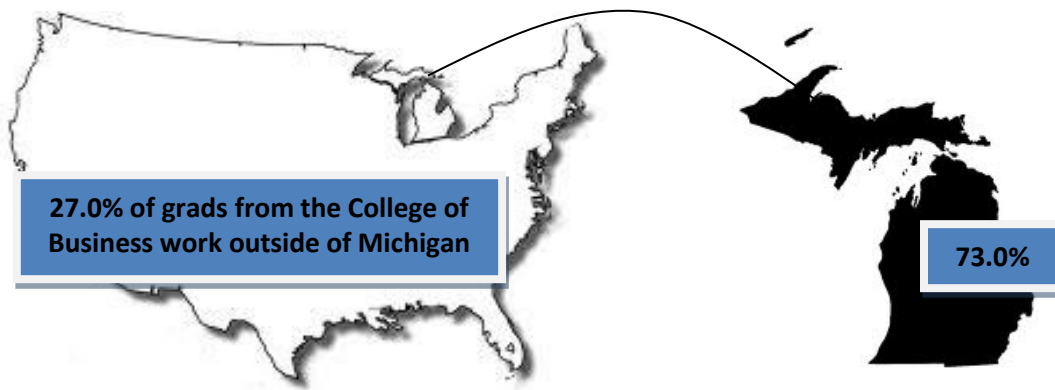 27.0% of grads from the College of
Business work outside of Michigan
73.0%